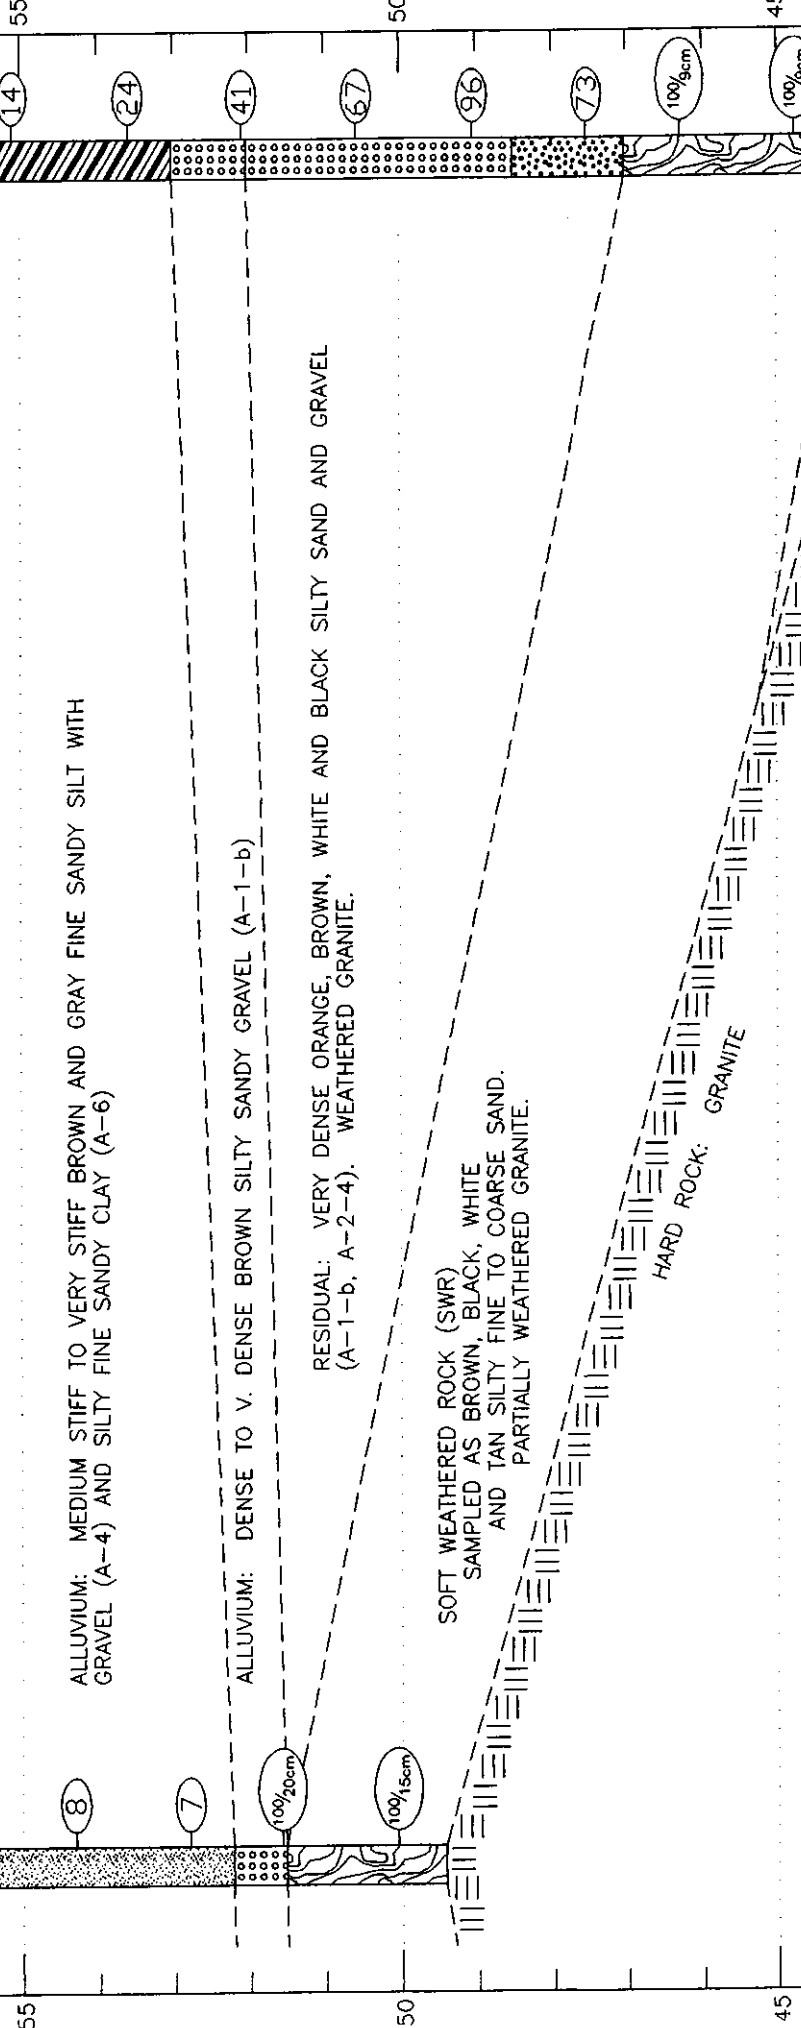 55
50
45
14
24
41
67
96
73
100/9cm
ALLUVIUM: MEDIUM STIFF TO VERY STIFF BROWN AND GRAY FINE SANDY SILT WITH
GRAVEL (A-4) AND SILTY FINE SANDY CLAY (A-6)
ALLUVIUM: DENSE TO V. DENSE BROWN SILTY SANDY GRAVEL (A-1-b)
RESIDUAL: VERY DENSE ORANGE, BROWN, WHITE AND BLACK SILTY SAND AND GRAVEL
(A-1-b, A-2-4). WEATHERED GRANITE.
SOFT WEATHERED ROCK (SWR)
SAMPLED AS BROWN, BLACK, WHITE
AND TAN SILTY FINE TO COARSE SAND.
PARTIALLY WEATHERED GRANITE.
HARD ROCK: GRANITE
8
7
100/20cm
100/15cm
55
50
45